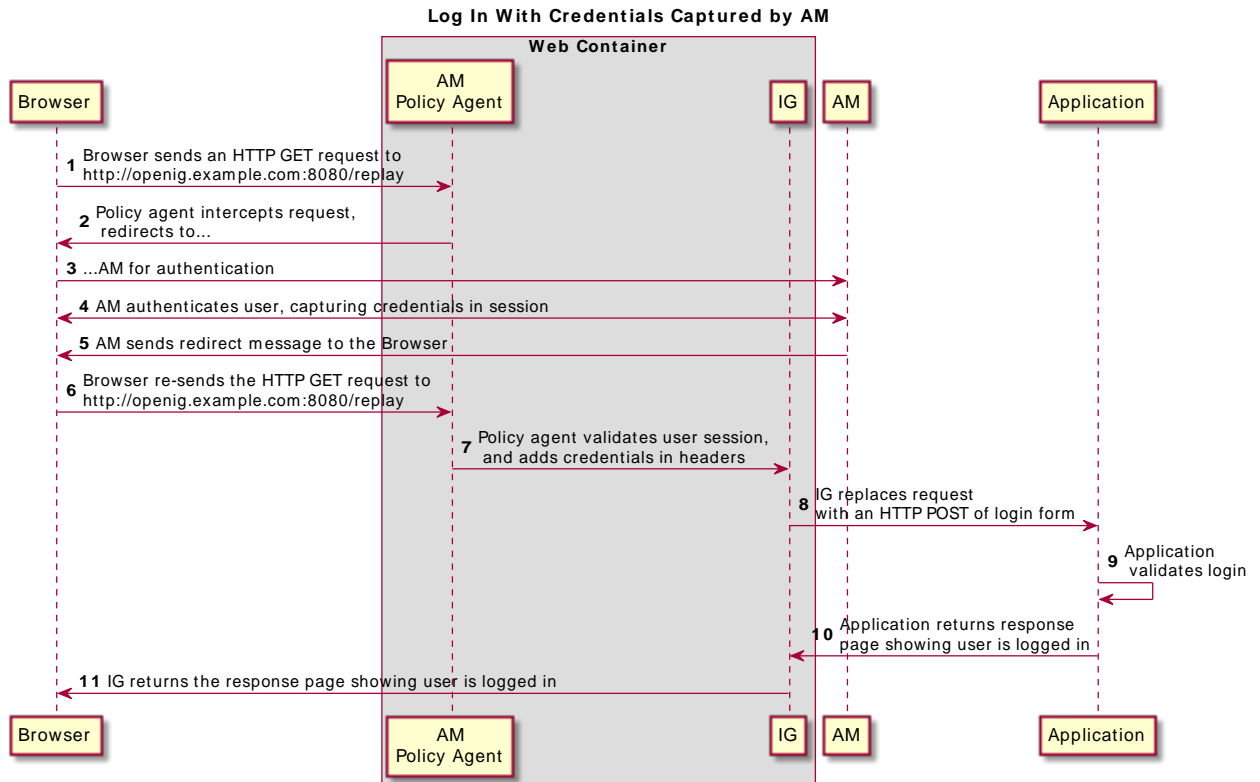 Log In With Credentials Captured by AM
Web Container
Browser
AM
Policy Agent
IG
AM
Application
1 Browser sends an HTTP GET request to
http://openig.example.com:8080/replay
2 Policy agent intercepts request,
redirects to...
3 ...AM for authentication
4 AM authenticates user, capturing credentials in session
5 AM sends redirect message to the Browser
6 Browser re-sends the HTTP GET request to
http://openig.example.com:8080/replay
7 Policy agent validates user session,
and adds credentials in headers
8 IG replaces request
with an HTTP POST of login form
9 Application
validates login
10 Application returns response
page showing user is logged in
11 IG returns the response page showing user is logged in
Browser
AM
Policy Agent
IG
AM
Application